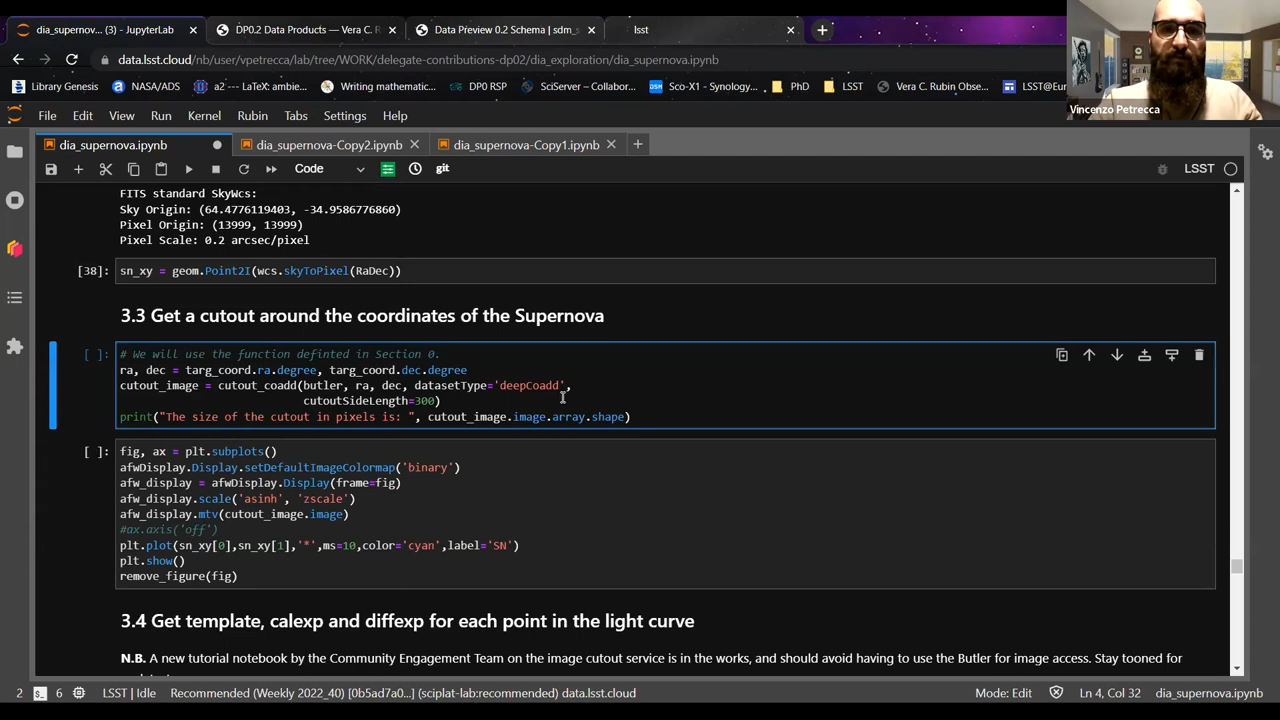 dia_supernov... (3) - JupyterLab
DP0.2 Data Products — Vera C. R
Data Preview 0.2 Schema | sdm_s
lsst
data.lsst.cloud/nb/user/vpetrecca/lab/tree/WORK/delegate-contributions-dp02/dia_exploration/dia_supernova.ipynb
Library Genesis
NASA/ADS
a2 --- LaTeX: ambie...
Writing mathematic...
DP0 RSP
SciServer – Collabor...
Sco-X1 - Synology...
PhD
LSST
Vera C. Rubin Obse...
LSST@Eur
Vincenzo Petrecca
File Edit View Run Kernel Rubin Tabs Settings Help
dia_supernova.ipynb
dia_supernova-Copy2.ipynb
dia_supernova-Copy1.ipynb
Code
git
LSST
FITS standard SkyWcs:
Sky Origin: (64.4776119403, -34.9586776860)
Pixel Origin: (13999, 13999)
Pixel Scale: 0.2 arcsec/pixel
[38]: sn_xy = geom.Point2I(wcs.skyToPixel(RaDec))
3.3 Get a cutout around the coordinates of the Supernova
[ ]: # We will use the function definted in Section 0.
ra, dec = targ_coord.ra.degree, targ_coord.dec.degree
cutout_image = cutout_coadd(butler, ra, dec, datasetType='deepCoadd',
cutoutSideLength=300)
print("The size of the cutout in pixels is: ", cutout_image.image.array.shape)
[ ]: fig, ax = plt.subplots()
afwDisplay.Display.setDefaultImageColormap('binary')
afw_display = afwDisplay.Display(frame=fig)
afw_display.scale('asinh', 'zscale')
afw_display.mtv(cutout_image.image)
#ax.axis('off')
plt.plot(sn_xy[0],sn_xy[1],'*',ms=10,color='cyan',label='SN')
plt.show()
remove_figure(fig)
3.4 Get template, calexp and diffexp for each point in the light curve
N.B. A new tutorial notebook by the Community Engagement Team on the image cutout service is in the works, and should avoid having to use the Butler for image access. Stay tooned for
2
6
LSST | Idle
Recommended (Weekly 2022_40) [0b5ad7a0...] (sciplat-lab:recommended) data.lsst.cloud
Mode: Edit
Ln 4, Col 32
dia_supernova.ipynb